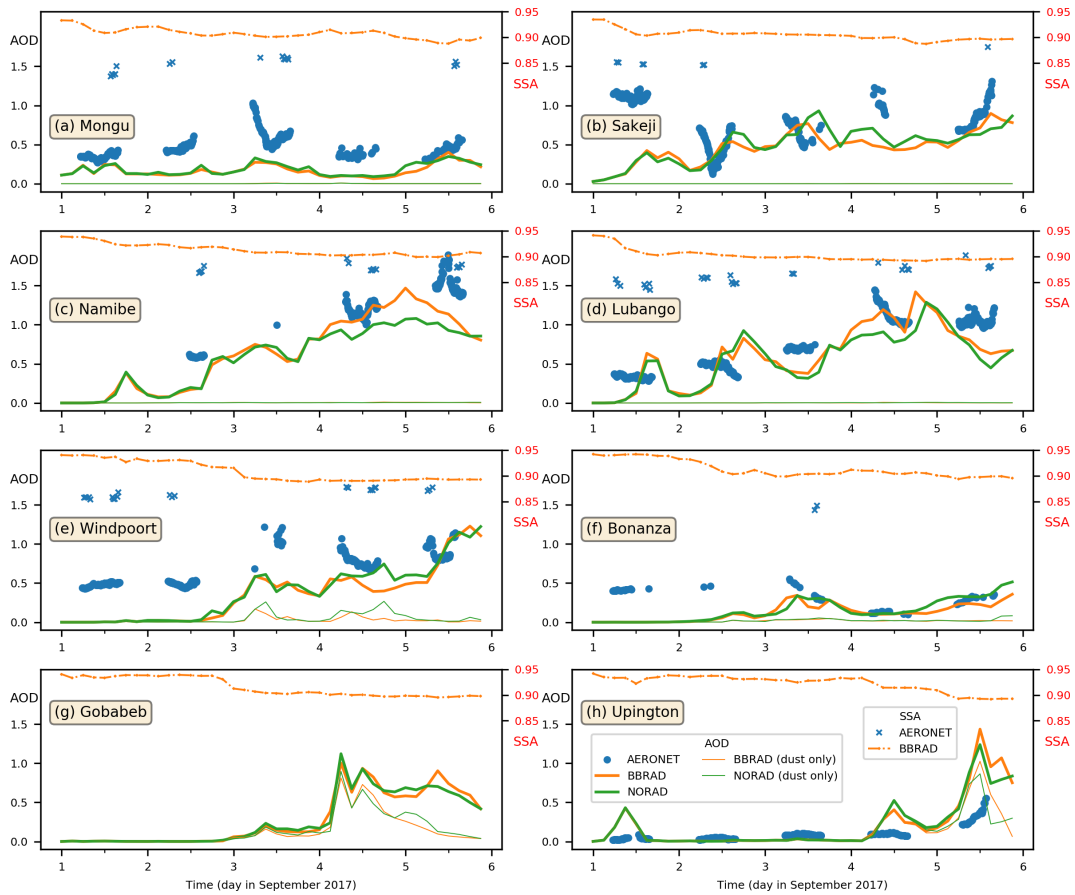 AOD
1.5
1.0
0.5
0.0
(a) Mongu
1 2 3 4 5 6
0.95
0.90
0.85
SSA
AOD
1.5
1.0
0.5
0.0
(b) Sakeji
1 2 3 4 5 6
0.95
0.90
0.85
SSA
AOD
1.5
1.0
0.5
0.0
(c) Namibe
1 2 3 4 5 6
0.95
0.90
0.85
SSA
AOD
1.5
1.0
0.5
0.0
(d) Lubango
1 2 3 4 5 6
0.95
0.90
0.85
SSA
AOD
1.5
1.0
0.5
0.0
(e) Windpoort
1 2 3 4 5 6
0.95
0.90
0.85
SSA
AOD
1.5
1.0
0.5
0.0
(f) Bonanza
1 2 3 4 5 6
0.95
0.90
0.85
SSA
AOD
1.5
1.0
0.5
0.0
(g) Gobabeb
1 2 3 4 5 6
Time (day in September 2017)
0.95
0.90
0.85
SSA
AOD
1.5
1.0
0.5
0.0
(h) Upington
AOD
AERONET
BBRAD
NORAD
BBRAD (dust only)
NORAD (dust only)
SSA
AERONET
BBRAD
1 2 3 4 5 6
Time (day in September 2017)
0.95
0.90
0.85
SSA